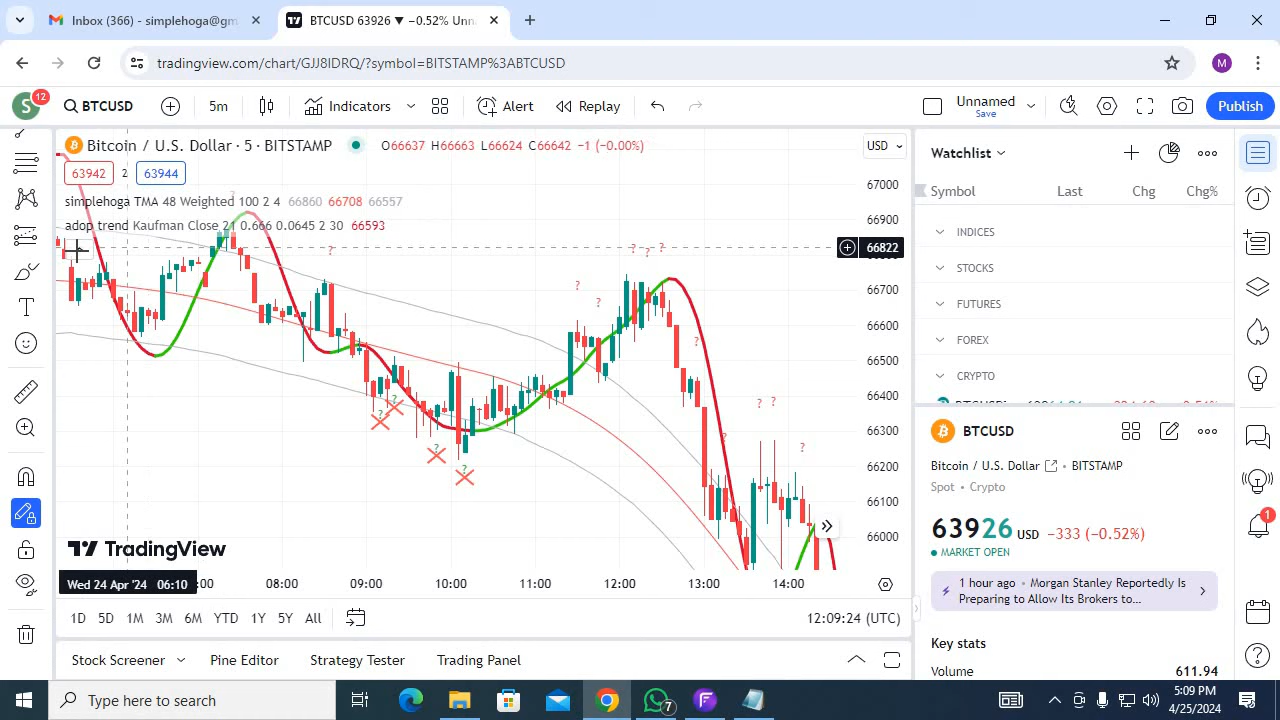 Inbox (366) - simplehoga@gm
BTCUSD 63926 ▼ −0.52% Unn
tradingview.com/chart/GJJ8IDRQ/?symbol=BITSTAMP%3ABTCUSD
M
S 12 BTCUSD 5m Indicators Alert Replay Unnamed Publish
Save
Bitcoin / U.S. Dollar · 5 · BITSTAMP O66637 H66663 L66624 C66642 −1 (−0.00%)
USD
63942 2 63944
simplehoga TMA 48 Weighted 100 2 4 66860 66708 66557
adop trend Kaufman Close 21 0.666 0.0645 2 30 66593
67000
66900
66822
66700
66600
66500
66400
66300
66200
66100
66000
TradingView
Wed 24 Apr '24 06:10 :00 08:00 09:00 10:00 11:00 12:00 13:00 14:00
1D 5D 1M 3M 6M YTD 1Y 5Y All 12:09:24 (UTC)
Stock Screener Pine Editor Strategy Tester Trading Panel
Watchlist
Symbol Last Chg Chg%
INDICES
STOCKS
FUTURES
FOREX
CRYPTO
BTCUSD
Bitcoin / U.S. Dollar • BITSTAMP
Spot • Crypto
63926 USD −333 (−0.52%)
MARKET OPEN
1 hour ago • Morgan Stanley Reportedly Is
Preparing to Allow Its Brokers to...
Key stats
Volume 611.94
1
Type here to search
7
5:09 PM
4/25/2024